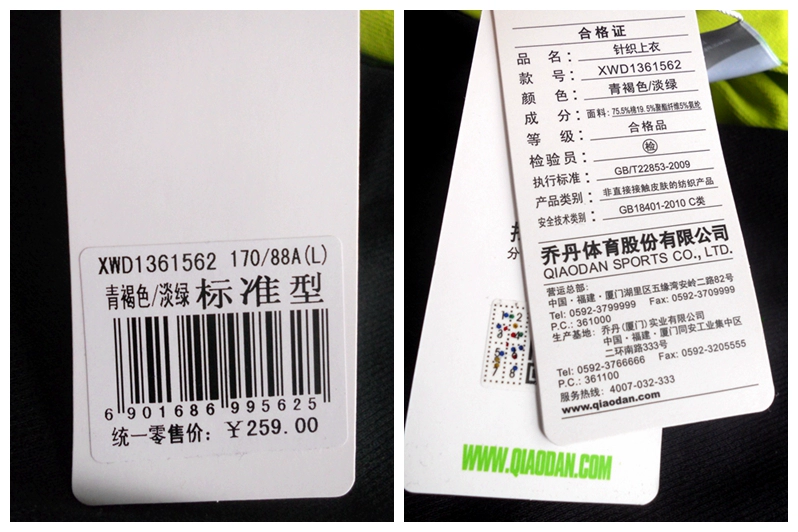 XWD1361562 170/88A(L)
青褐色/淡绿 标准型
6 901686 995625
统一零售价: ¥259.00
合格证
品名: 针织上衣
款号: XWD1361562
颜色: 青褐色/淡绿
成分: 面料: 75.5%棉19.5%聚酯纤维5%氨纶
等级: 合格品
检验员: 检
执行标准: GB/T22853-2009
产品类别: 非直接接触皮肤的纺织产品
安全技术类别: GB18401-2010 C类
乔丹体育股份有限公司
QIAODAN SPORTS CO., LTD.
营运总部:
中国·福建·厦门湖里区五缘湾安岭二路82号
Tel: 0592-3799999 Fax: 0592-3709999
P.C.: 361000
生产基地: 乔丹(厦门)实业有限公司
中国·福建·厦门同安工业集中区
二环南路333号
Tel: 0592-3766666 Fax: 0592-3205555
P.C.: 361100
服务热线: 4007-032-333
www.qiaodan.com
WWW.QIAODAN.COM